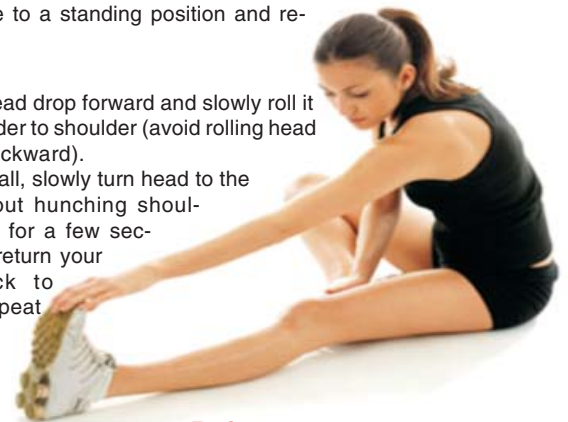 e to a standing position and re-
ead drop forward and slowly roll it
der to shoulder (avoid rolling head
ckward).
all, slowly turn head to the
out hunching shoul-
for a few sec-
return your
ck to
peat